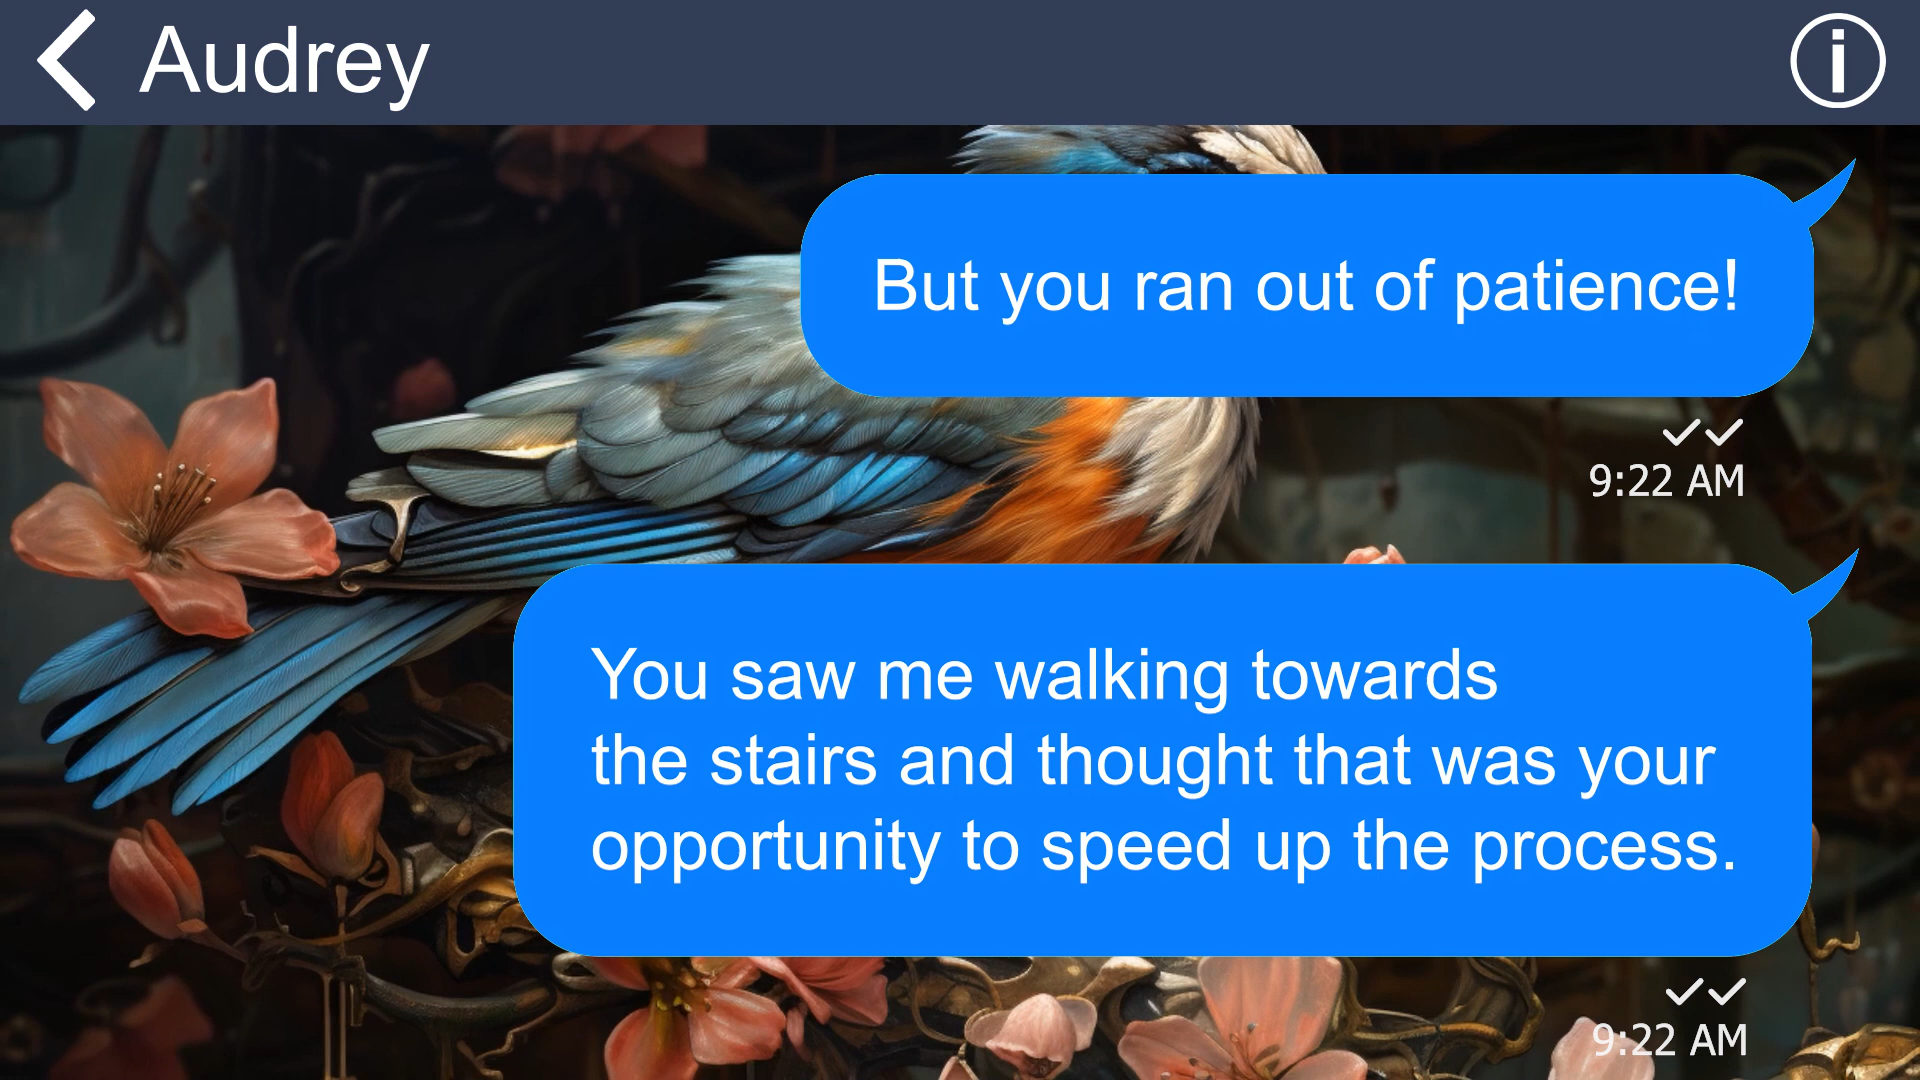 Audrey
But you ran out of patience!
9:22 AM
You saw me walking towards
the stairs and thought that was your
opportunity to speed up the process.
9:22 AM